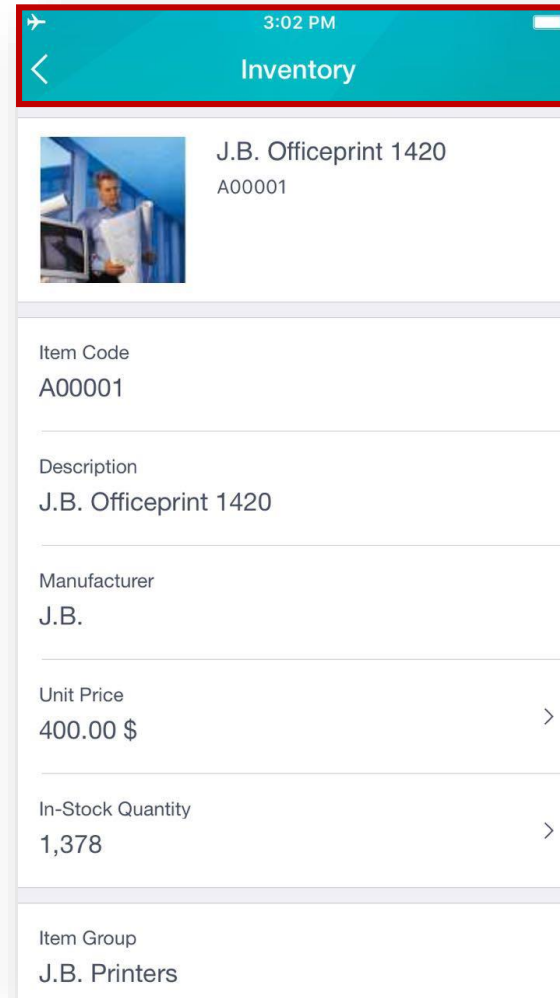 3:02 PM
Inventory
J.B. Officeprint 1420
A00001
Item Code
A00001
Description
J.B. Officeprint 1420
Manufacturer
J.B.
Unit Price
400.00 $
In-Stock Quantity
1,378
Item Group
J.B. Printers